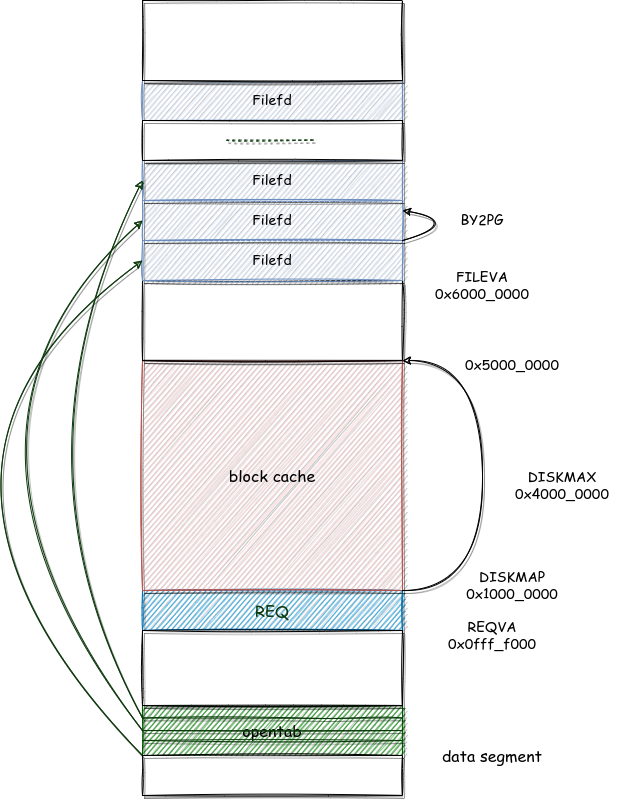 Filefd
Filefd
Filefd
BY2PG
Filefd
FILEVA
0x6000_0000
0x5000_0000
block cache
DISKMAX
0x4000_0000
DISKMAP
0x1000_0000
REQ
REQVA
0x0fff_f000
opentab
data segment